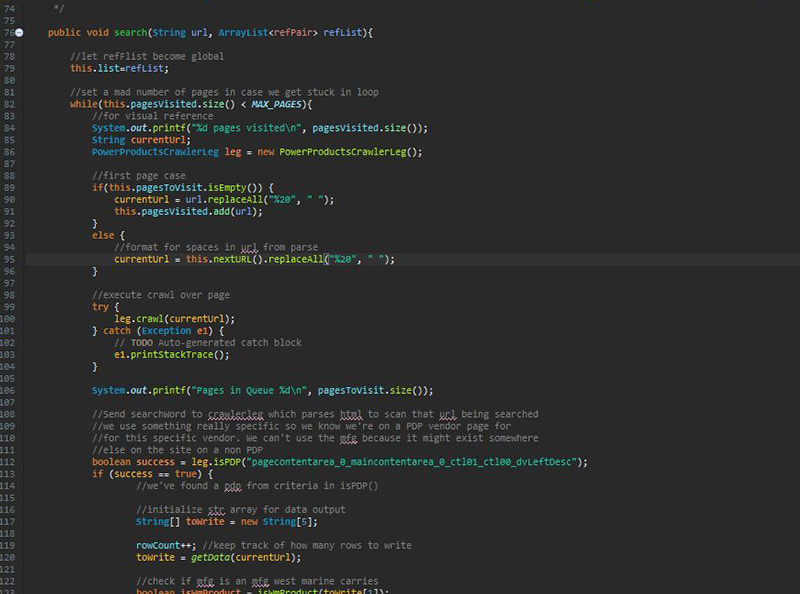 74 */
75
76 public void search(String url, ArrayList<refPair> refList){
77
78 //let refFlist become global
79 this.list=refList;
80
81 //set a mad number of pages in case we get stuck in loop
82 while(this.pagesVisited.size() < MAX_PAGES){
83 //for visual reference
84 System.out.printf("%d pages visited\n", pagesVisited.size());
85 String currentUrl;
86 PowerProductsCrawlerLeg leg = new PowerProductsCrawlerLeg();
87
88 //first page case
89 if(this.pagesToVisit.isEmpty()) {
90 currentUrl = url.replaceAll("%20", " ");
91 this.pagesVisited.add(url);
92 }
93 else {
94 //format for spaces in url from parse
95 currentUrl = this.nextURL().replaceAll("%20", " ");
96 }
97
98 //execute crawl over page
99 try {
100 leg.crawl(currentUrl);
101 } catch (Exception e1) {
102 // TODO Auto-generated catch block
103 e1.printStackTrace();
104 }
105
106 System.out.printf("Pages in Queue %d\n", pagesToVisit.size());
107
108 //Send searchWord to crawlerleg which parses html to scan that url being searched
109 //we use something really specific so we know we're on a PDP vendor page for
110 //for this specific vendor. We can't use the mfg because it might exist somewhere
111 //else on the site on a non PDP
112 boolean success = leg.isPDP("pagecontentarea_0_maincontentarea_0_ctl01_ctl00_dvLeftDesc");
113 if (success == true) {
114 //we've found a pdp from criteria in isPDP()
115
116 //initialize str array for data output
117 String[] toWrite = new String[5];
118
119 rowCount++; //keep track of how many rows to write
120 toWrite = getData(currentUrl);
121
122 //check if mfg is an mfg west marine carries
123 boolean isWmProduct = isWmProduct(toWrite[1]);